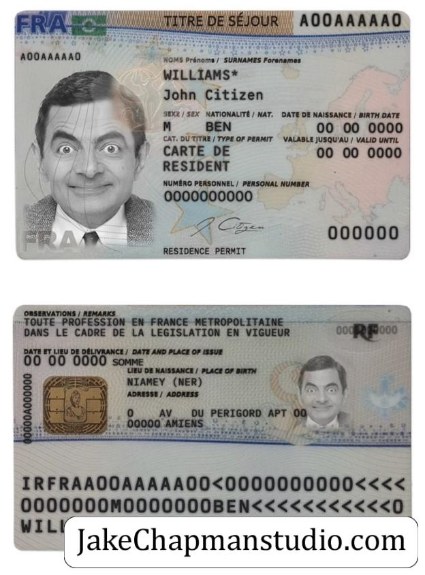 FRA
TITRE DE SÉJOUR
A00AAAAA0
A00AAAAA0
NOMS Prénoms / SURNAMES Forenames
WILLIAMS*
John Citizen
SEXE / SEX NATIONALITÉ / NAT. DATE DE NAISSANCE / BIRTH DATE
M BEN 00 00 0000
CAT. DU TITRE / TYPE OF PERMIT VALABLE JUSQU'AU / VALID UNTIL
CARTE DE 00 00 0000
RESIDENT
NUMÉRO PERSONNEL / PERSONAL NUMBER
0000000000
FRA
000000
RESIDENCE PERMIT
OBSERVATIONS / REMARKS
TOUTE PROFESSION EN FRANCE METROPOLITAINE
DANS LE CADRE DE LA LEGISLATION EN VIGUEUR
RF
DATE ET LIEU DE DÉLIVRANCE / DATE AND PLACE OF ISSUE
00 00 0000 SOMME
LIEU DE NAISSANCE / PLACE OF BIRTH
NIAMEY (NER)
ADRESSE / ADDRESS
0 AV DU PERIGORD APT 00
00000 AMIENS
IRFRAA00AAAAA00<0000000000<<<<
0000000M0000000BEN<<<<<<<<<<<0
JakeChapmanstudio.com